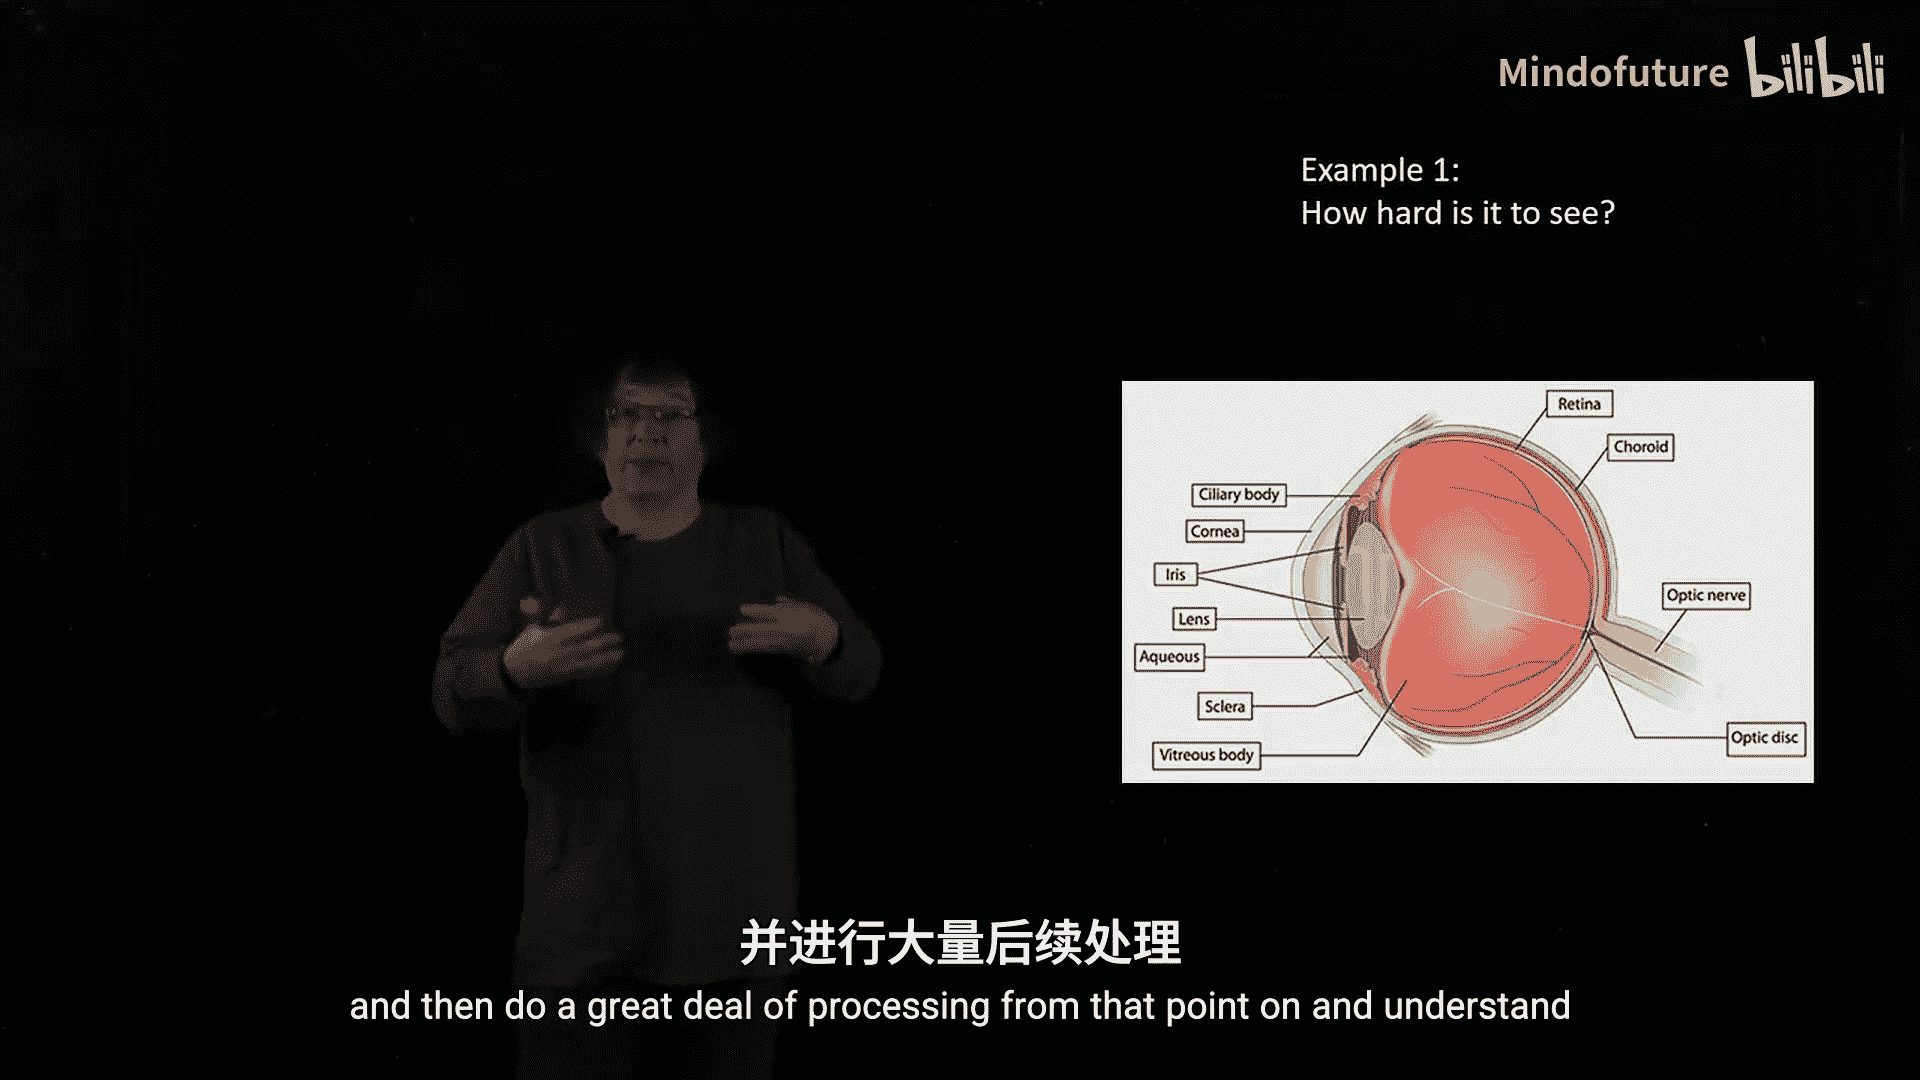 Mindofuture bilibili
Example 1:
How hard is it to see?
Retina
Choroid
Ciliary body
Cornea
Iris
Lens
Optic nerve
Aqueous
Sclera
Optic disc
Vitreous body
并进行大量后续处理
and then do a great deal of processing from that point on and understand